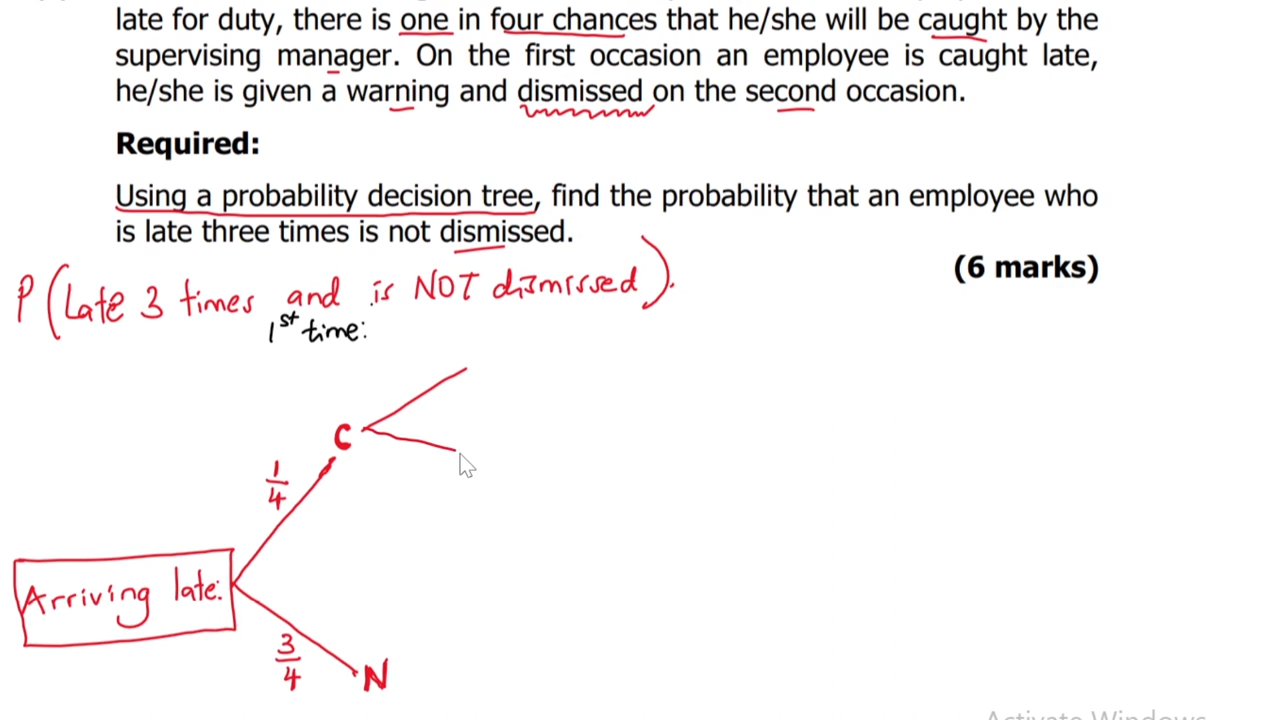 late for duty, there is one in four chances that he/she will be caught by the
supervising manager. On the first occasion an employee is caught late,
he/she is given a warning and dismissed on the second occasion.
Required:
Using a probability decision tree, find the probability that an employee who
is late three times is not dismissed.
(6 marks)
P (Late 3 times and is NOT dismissed).
1st time:
C
1/4
Arriving late:
3/4
N
Activate Windows